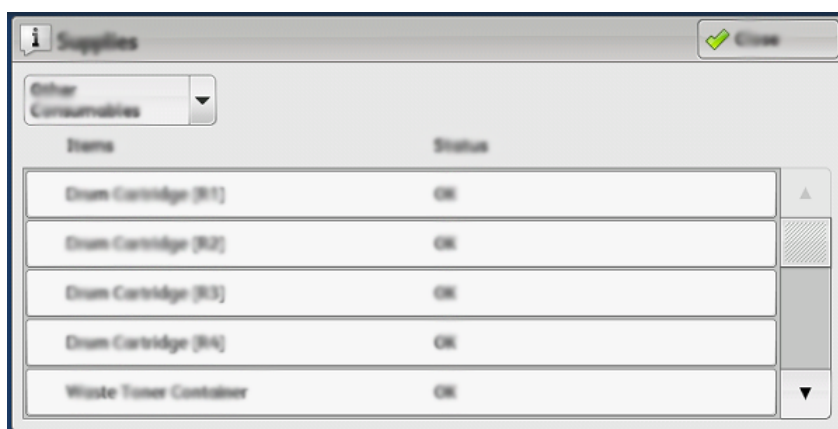 Supplies
Close
Other
Consumables
Items Status
Drum Cartridge [R1] OK
Drum Cartridge [R2] OK
Drum Cartridge [R3] OK
Drum Cartridge [R4] OK
Waste Toner Container OK